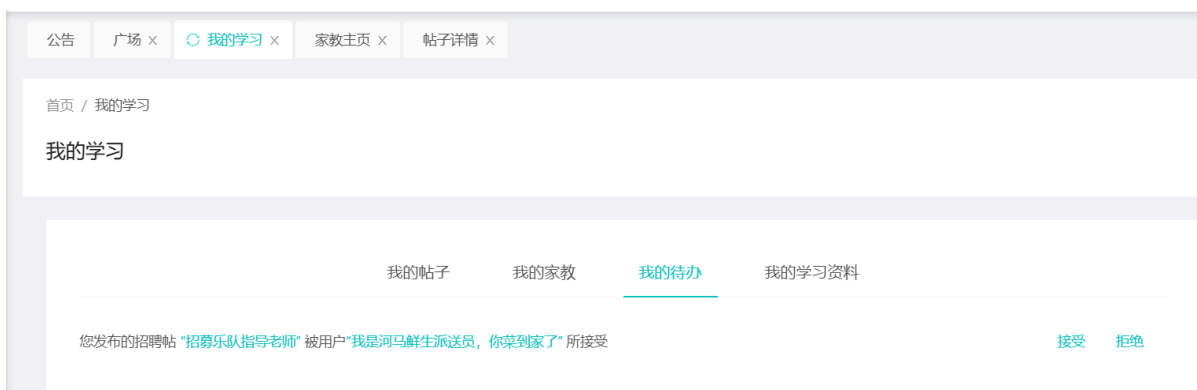 公告 广场 × 我的学习 × 家教主页 × 帖子详情 ×
首页 / 我的学习
我的学习
我的帖子 我的家教 我的待办 我的学习资料
您发布的招聘帖 “招募乐队指导老师” 被用户“我是河马鲜生派送员，你菜到家了” 所接受 接受 拒绝